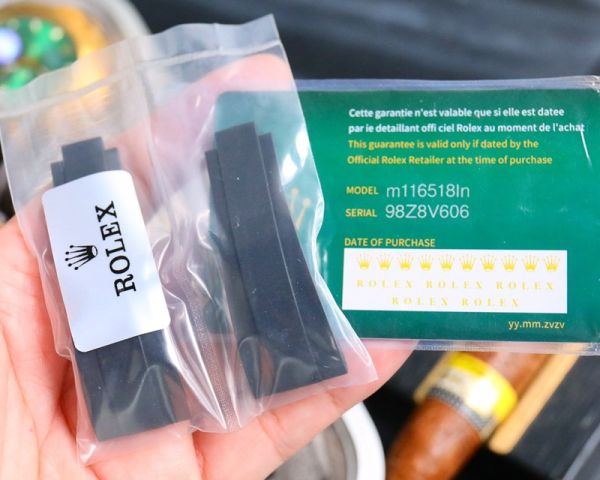 ROLEX
Cette garantie n'est valable que si elle est datee
par ie detaillant offi ciel Rolex au moment de l'achat
This guarantee is valid only if dated by the
Official Rolex Retailer at the time of purchase
MODEL m116518ln
SERIAL 98Z8V606
DATE OF PURCHASE
ROLEX ROLEX ROLEX ROLEX
ROLEX ROLEX
yy.mm.zvzv